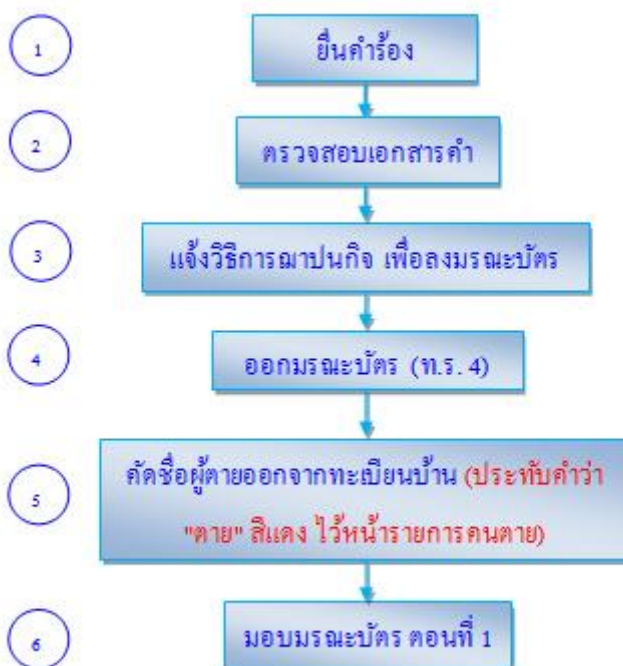 1
ยื่นคำร้อง
2
ตรวจสอบเอกสารคำ
3
แจ้งวิธีการฌาปนกิจ เพื่อลงมรณะบัตร
4
ออกมรณะบัตร (ท.ร. 4)
5
คัดชื่อผู้ตายออกจากทะเบียนบ้าน (ประทับคำว่า
"ตาย" สีแดง ไว้หน้ารายการคนตาย)
6
มอบมรณะบัตร ตอนที่ 1